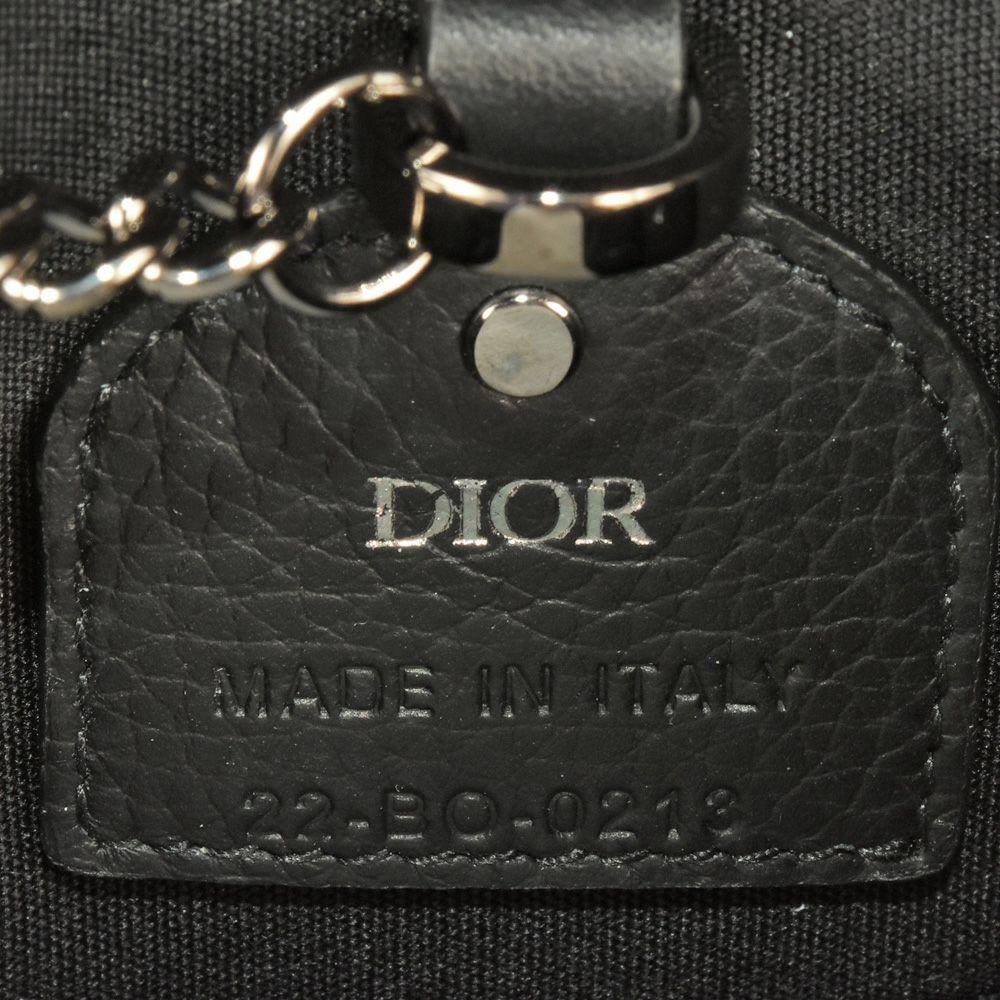 DIOR
MADE IN ITALY
22-BO-0213